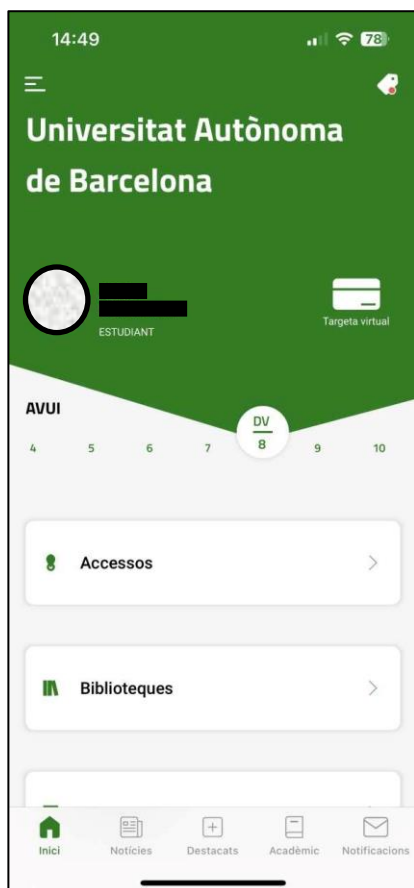 14:49
78
Universitat Autònoma
de Barcelona
ESTUDIANT
Targeta virtual
AVUI
DV
4 5 6 7 8 9 10
Accessos
Biblioteques
Inici Notícies Destacats Acadèmic Notificacions